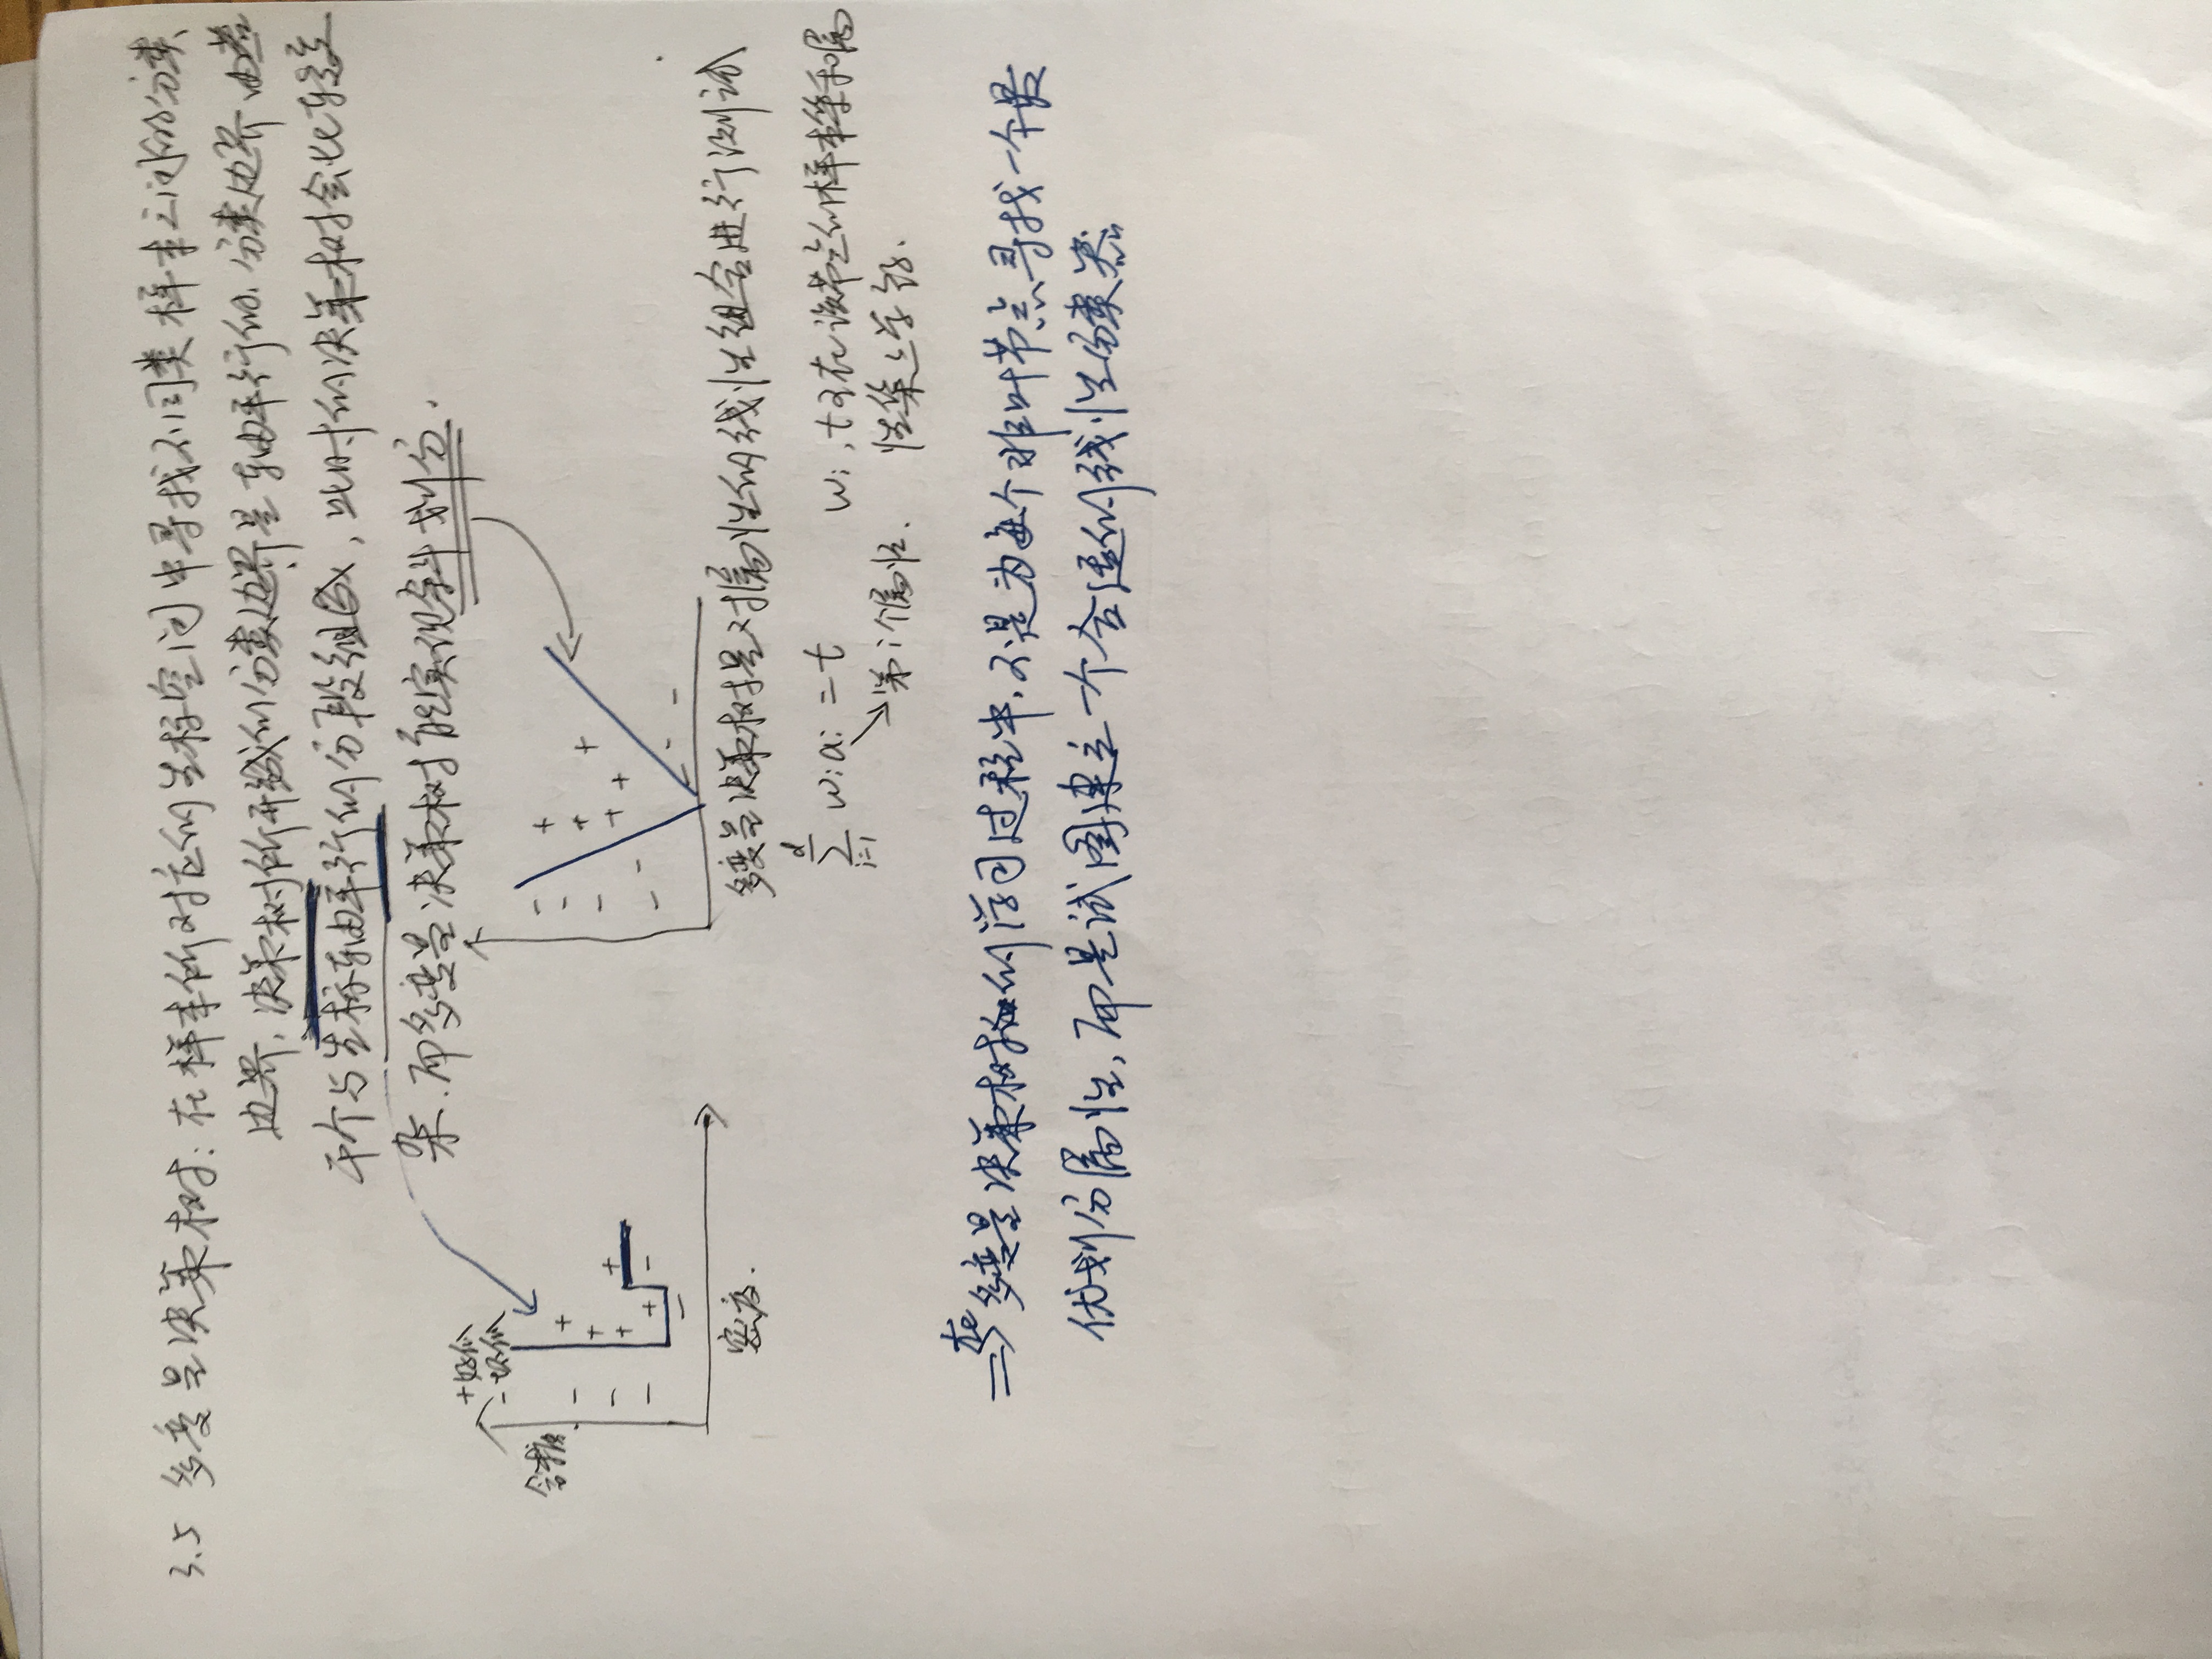 3.5 多变量决策树：在样本所对应的坐标空间中寻找不同类样本之间的分类
边界，决策树所形成的分类边界是轴平行的，分类边界由若
干个与坐标轴平行的分段组成，此时的决策树会比较复
杂.而多变量决策树能实现斜划分.
+好瓜
-坏瓜
含糖
密度.
多变量决策树是对属性的线性组合进行测试
d
∑ wiai = t
i=1
第i个属性.
wi,t可在该节点的样本集和属
性集上学的.
⇒在多变量决策树的学习过程中,不是为每个非叶节点寻找一个最
优划分属性,而是试图建立一个合适的线性分类器